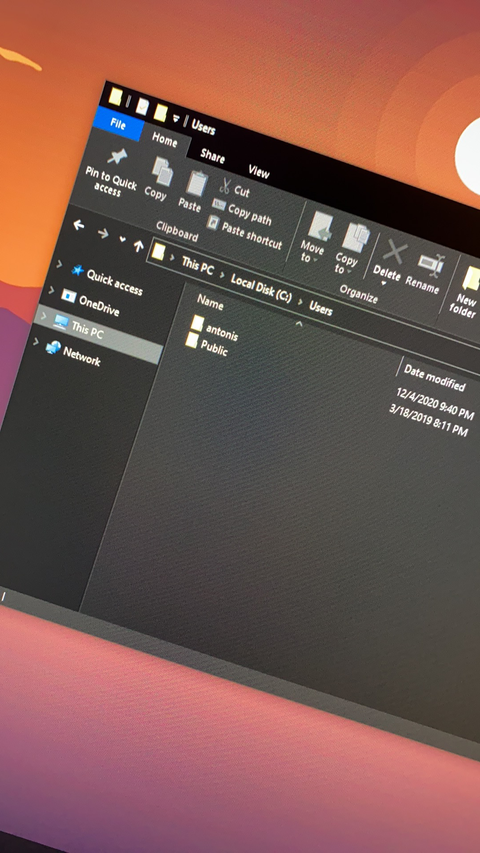 Users
File
Home
Share
View
Pin to Quick
access
Copy
Paste
Cut
Copy path
Paste shortcut
Clipboard
Move
to
Copy
to
Delete
Rename
Organize
New
folder
This PC
Local Disk (C:)
Users
Quick access
OneDrive
This PC
Network
Name
Date modified
antonis
12/4/2020 9:40 PM
Public
3/18/2019 8:11 PM